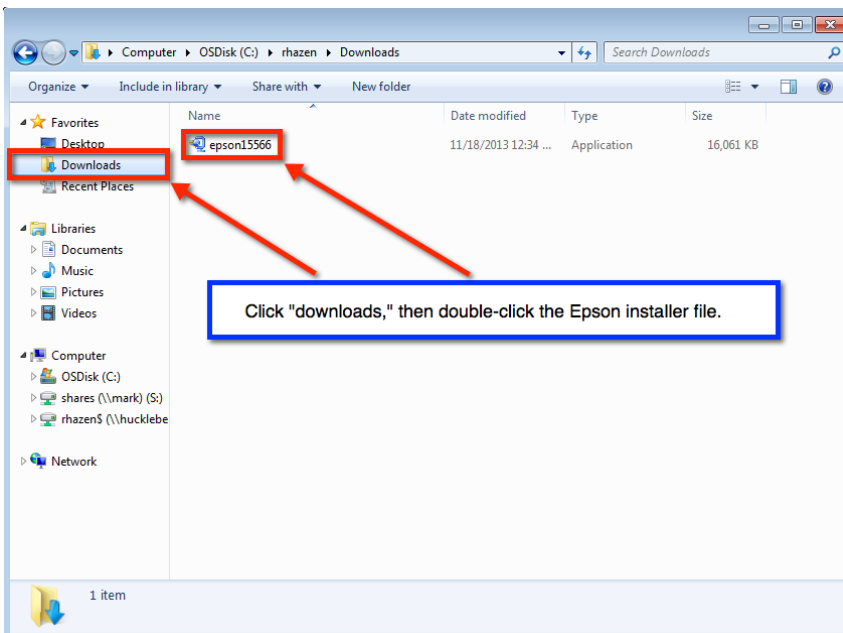 Computer ▸ OSDisk (C:) ▸ rhazen ▸ Downloads
Search Downloads
Organize Include in library Share with New folder
Name Date modified Type Size
Favorites
Desktop
Downloads
Recent Places
epson15566 11/18/2013 12:34 ... Application 16,061 KB
Libraries
Documents
Music
Pictures
Videos
Click "downloads," then double-click the Epson installer file.
Computer
OSDisk (C:)
shares (\\mark) (S:)
rhazen$ (\\hucklebe
Network
1 item